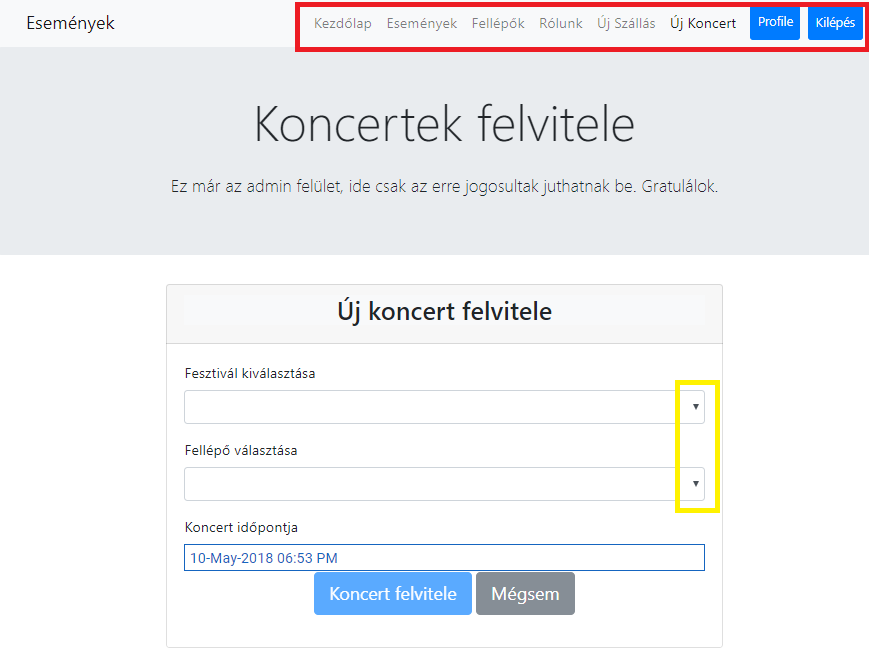 Események Kezdőlap Események Fellépők Rólunk Új Szállás Új Koncert Profile Kilépés
Koncertek felvitele
Ez már az admin felület, ide csak az erre jogosultak juthatnak be. Gratulálok.
Új koncert felvitele
Fesztivál kiválasztása
Fellépő választása
Koncert időpontja
10-May-2018 06:53 PM
Koncert felvitele Mégsem